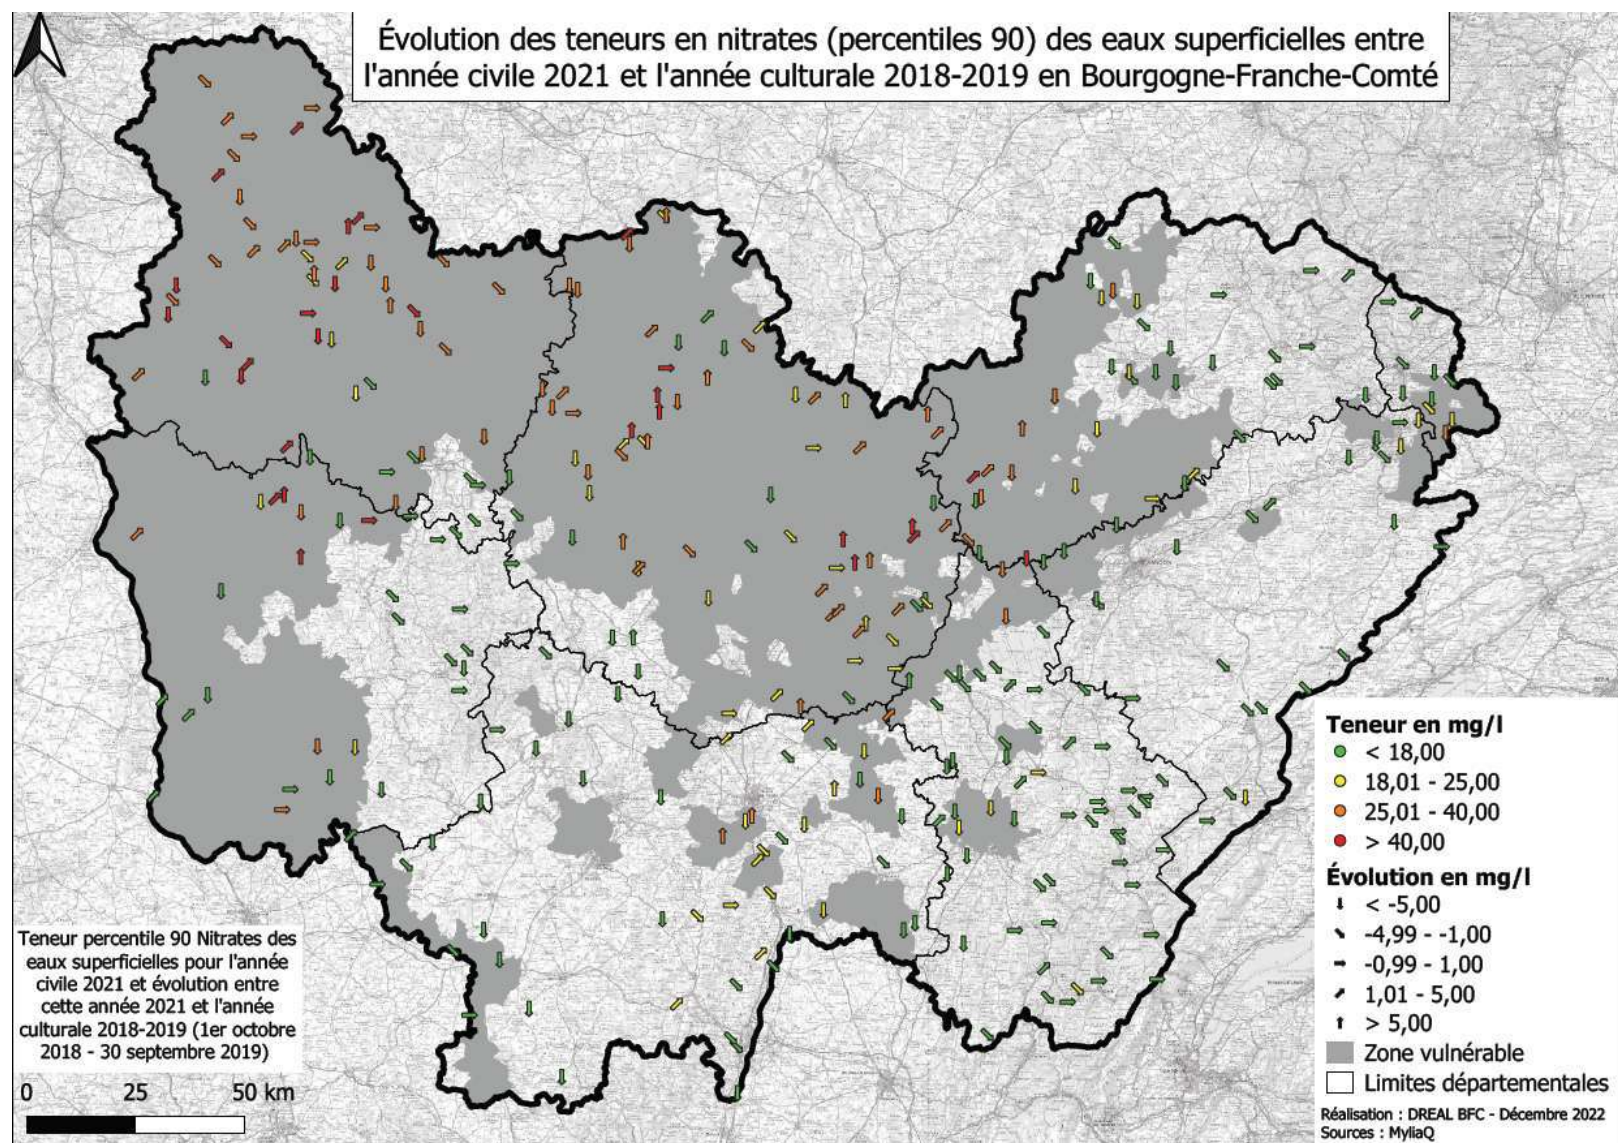 Évolution des teneurs en nitrates (percentiles 90) des eaux superficielles entre
l'année civile 2021 et l'année culturale 2018-2019 en Bourgogne-Franche-Comté
Teneur en mg/l
< 18,00
18,01 - 25,00
25,01 - 40,00
> 40,00
Évolution en mg/l
< -5,00
-4,99 - -1,00
-0,99 - 1,00
1,01 - 5,00
> 5,00
Zone vulnérable
Limites départementales
Réalisation : DREAL BFC - Décembre 2022
Sources : MyliaQ
Teneur percentile 90 Nitrates des
eaux superficielles pour l'année
civile 2021 et évolution entre
cette année 2021 et l'année
culturale 2018-2019 (1er octobre
2018 - 30 septembre 2019)
0 25 50 km